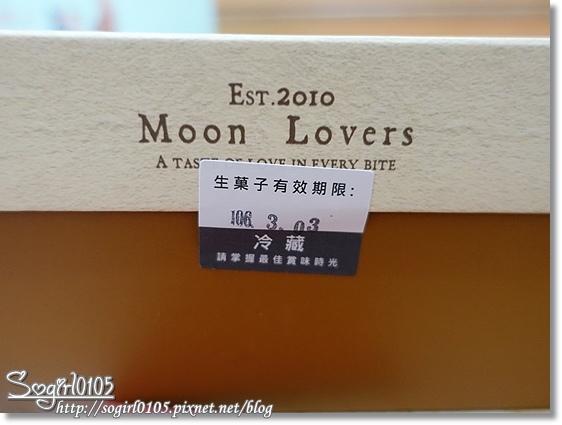 EST.2010
Moon Lovers
A TASTE OF LOVE IN EVERY BITE
生菓子有效期限:
106. 3. 03
冷藏
請掌握最佳賞味時光
Sogirl0105
http://sogirl0105.pixnet.net/blog